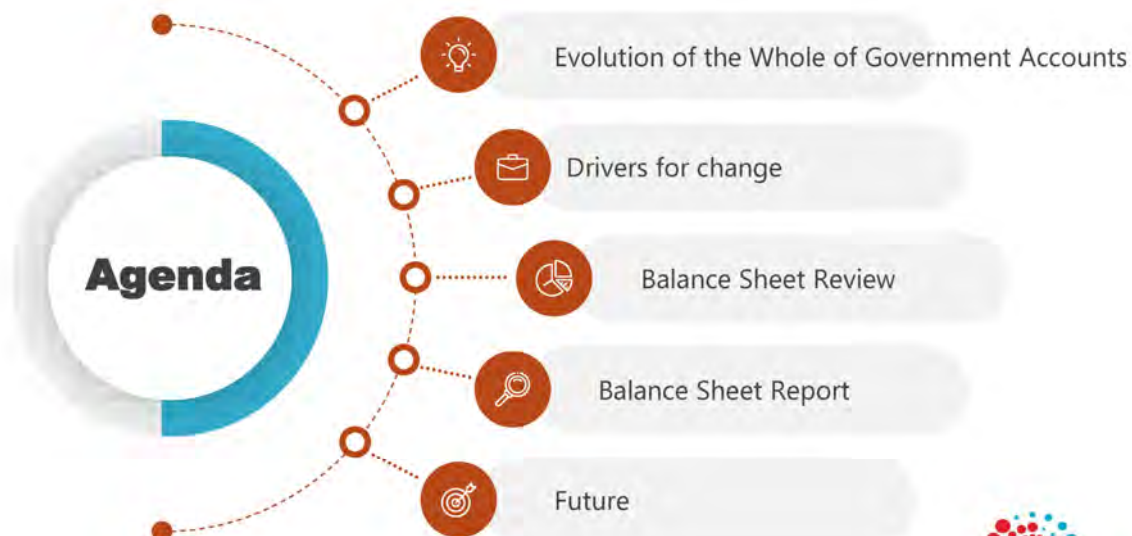 Agenda
Evolution of the Whole of Government Accounts
Drivers for change
Balance Sheet Review
Balance Sheet Report
Future